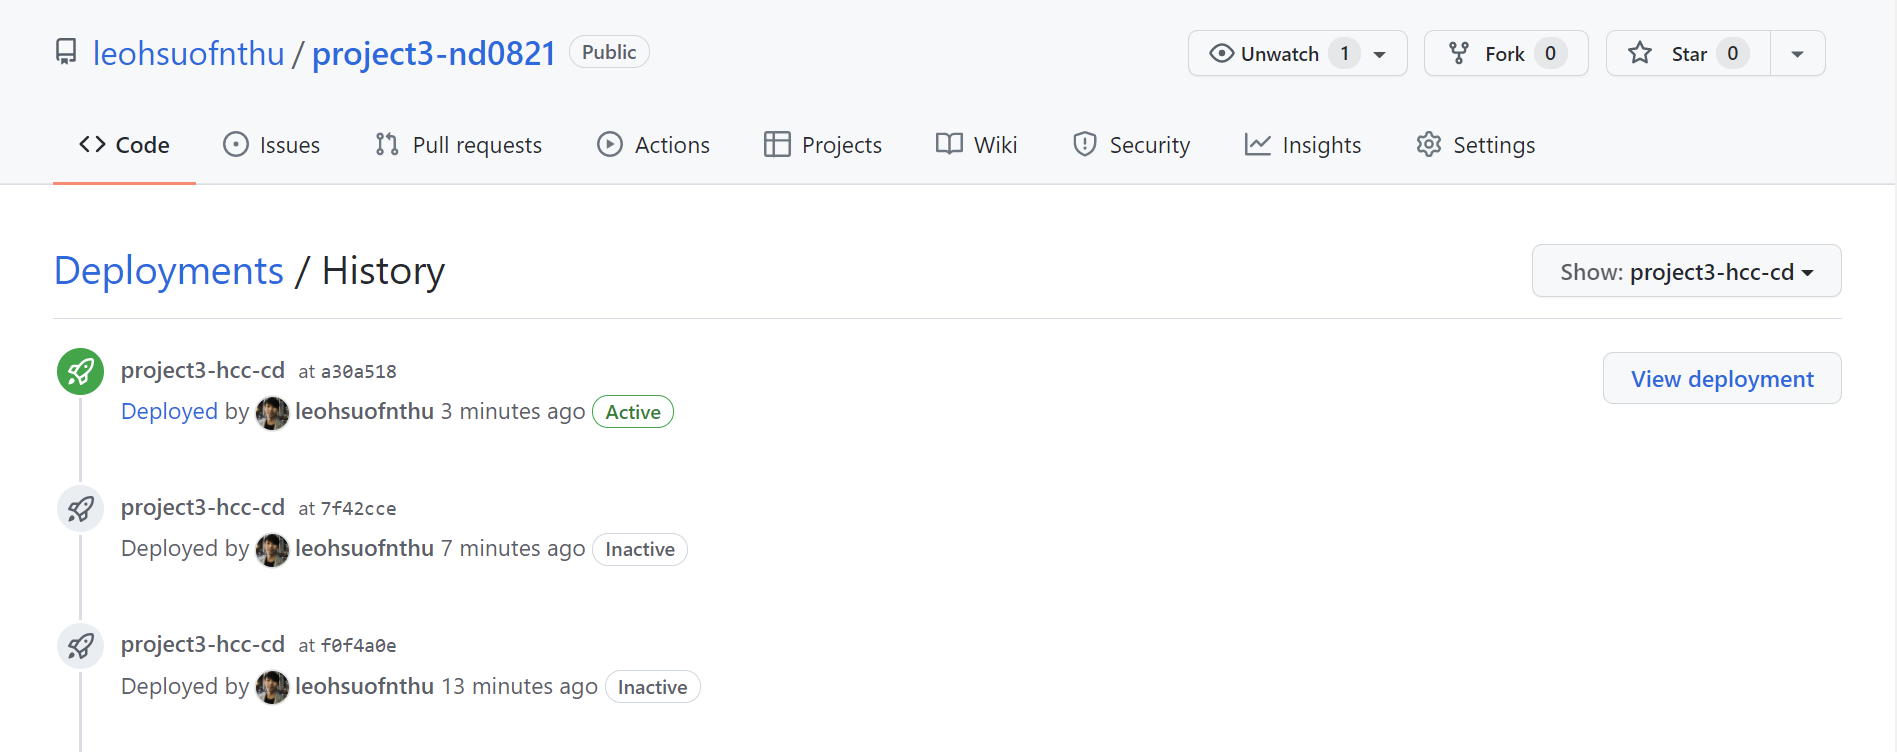 leohsuofnthu / project3-nd0821 Public Unwatch 1 Fork 0 Star 0
Code Issues Pull requests Actions Projects Wiki Security Insights Settings
Deployments / History Show: project3-hcc-cd
project3-hcc-cd at a30a518 View deployment
Deployed by leohsuofnthu 3 minutes ago Active
project3-hcc-cd at 7f42cce
Deployed by leohsuofnthu 7 minutes ago Inactive
project3-hcc-cd at f0f4a0e
Deployed by leohsuofnthu 13 minutes ago Inactive